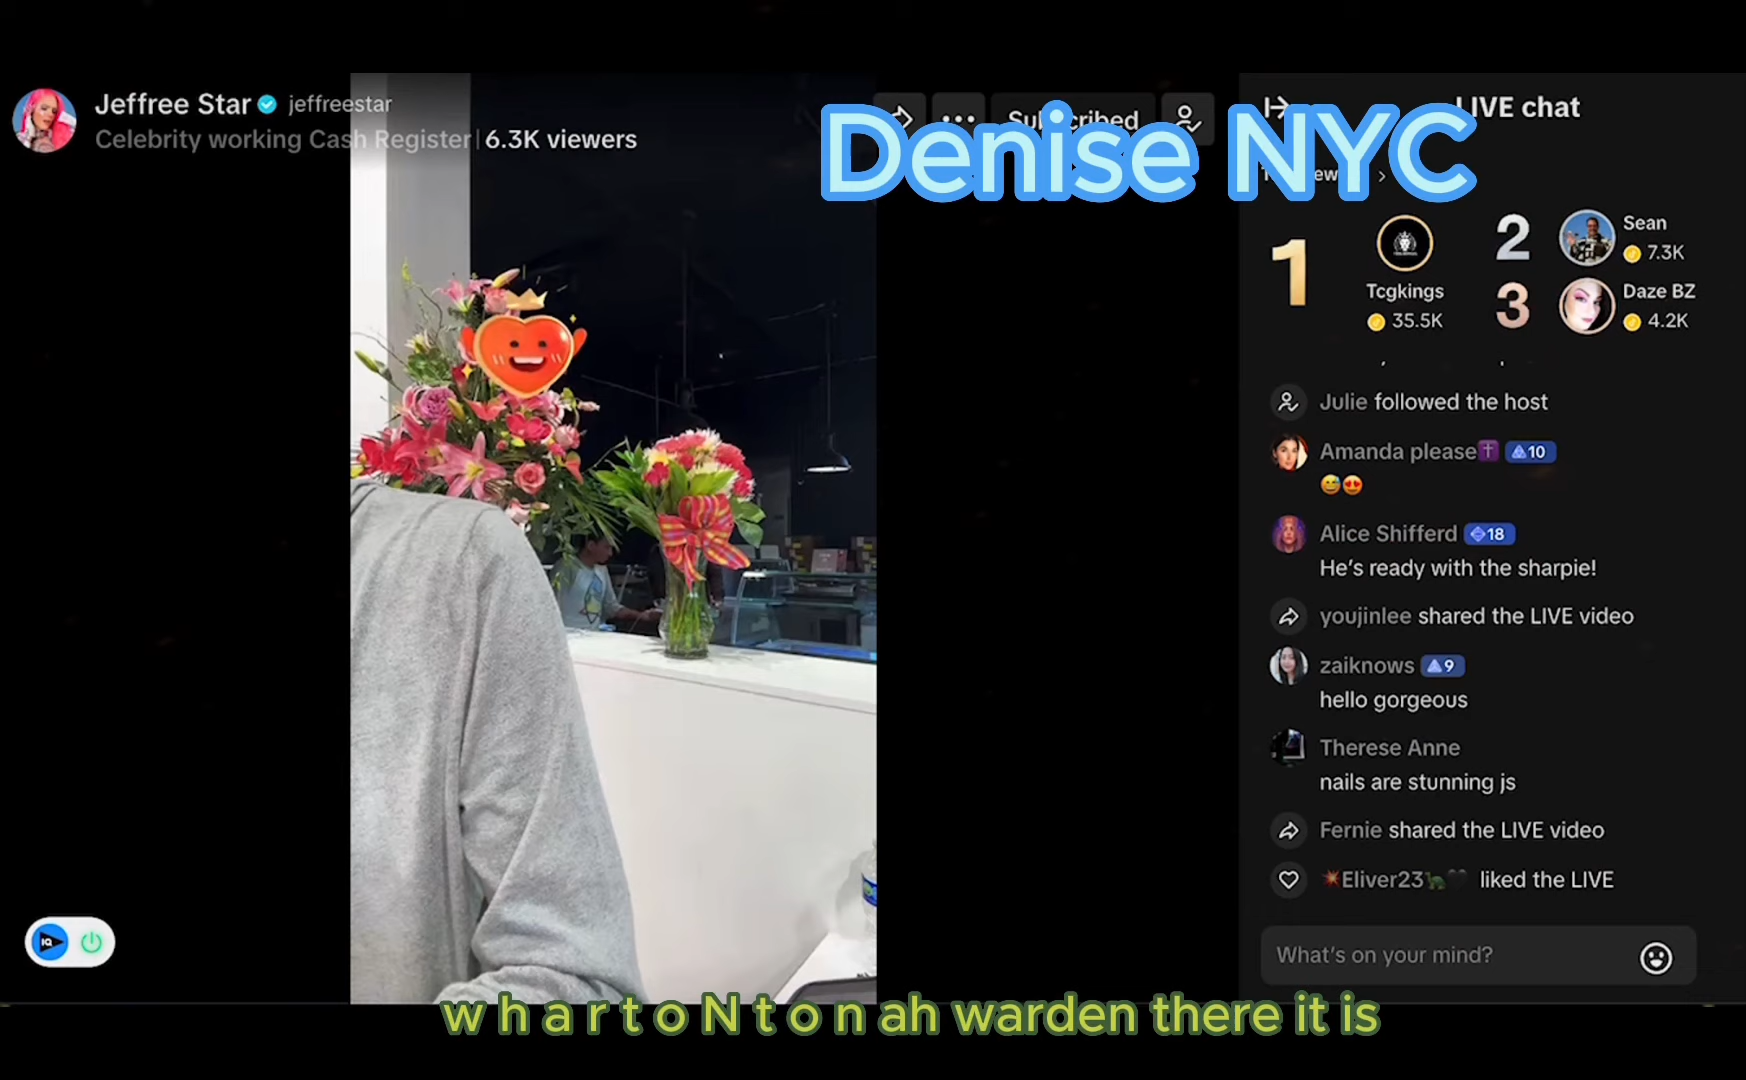 Jeffree Star jeffreestar
Celebrity working Cash Register | 6.3K viewers
Subscribed
Denise NYC
LIVE chat
1
Tcgkings
35.5K
2
Sean
7.3K
3
Daze BZ
4.2K
Julie followed the host
Amanda please 10
Alice Shifferd 18
He's ready with the sharpie!
youjinlee shared the LIVE video
zaiknows 9
hello gorgeous
Therese Anne
nails are stunning js
Fernie shared the LIVE video
Eliver23 liked the LIVE
What's on your mind?
IQ
w h a r t o N t o n ah warden there it is